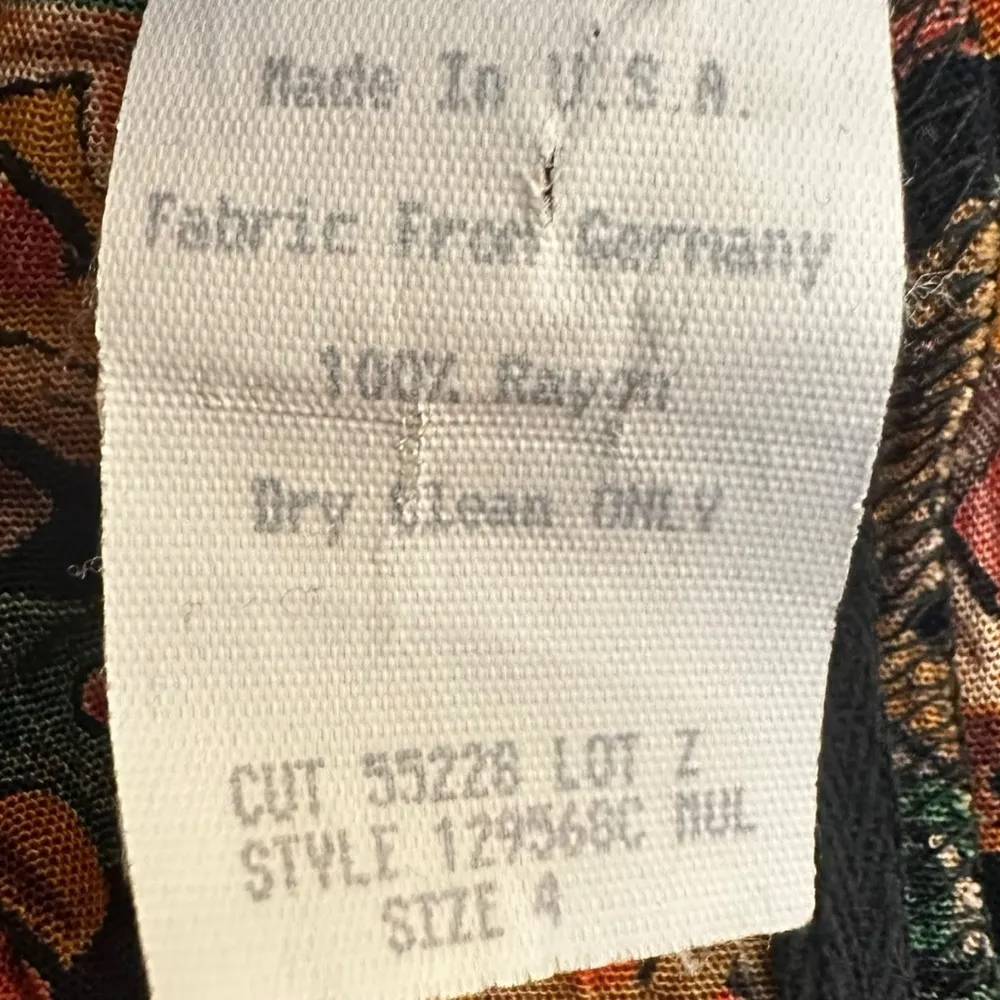 Made In U.S.A.
Fabric From Germany
100% Rayon
Dry Clean ONLY
CUT 55228 LOT Z
STYLE 129568C MUL
SIZE 4